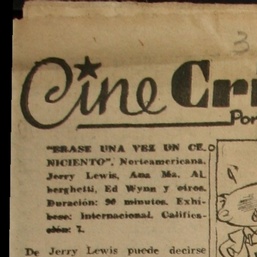 3
Cine Cri
Por
"ERASE UNA VEZ UN CE
NICIENTO", Norteamericana.
Jerry Lewis, Ana Ma. Al
berghetti, Ed Wynn y otros.
Duración: 90 minutos. Exhi-
bese: Internacional. Califica-
ción: 7.
De Jerry Lewis puede decirse